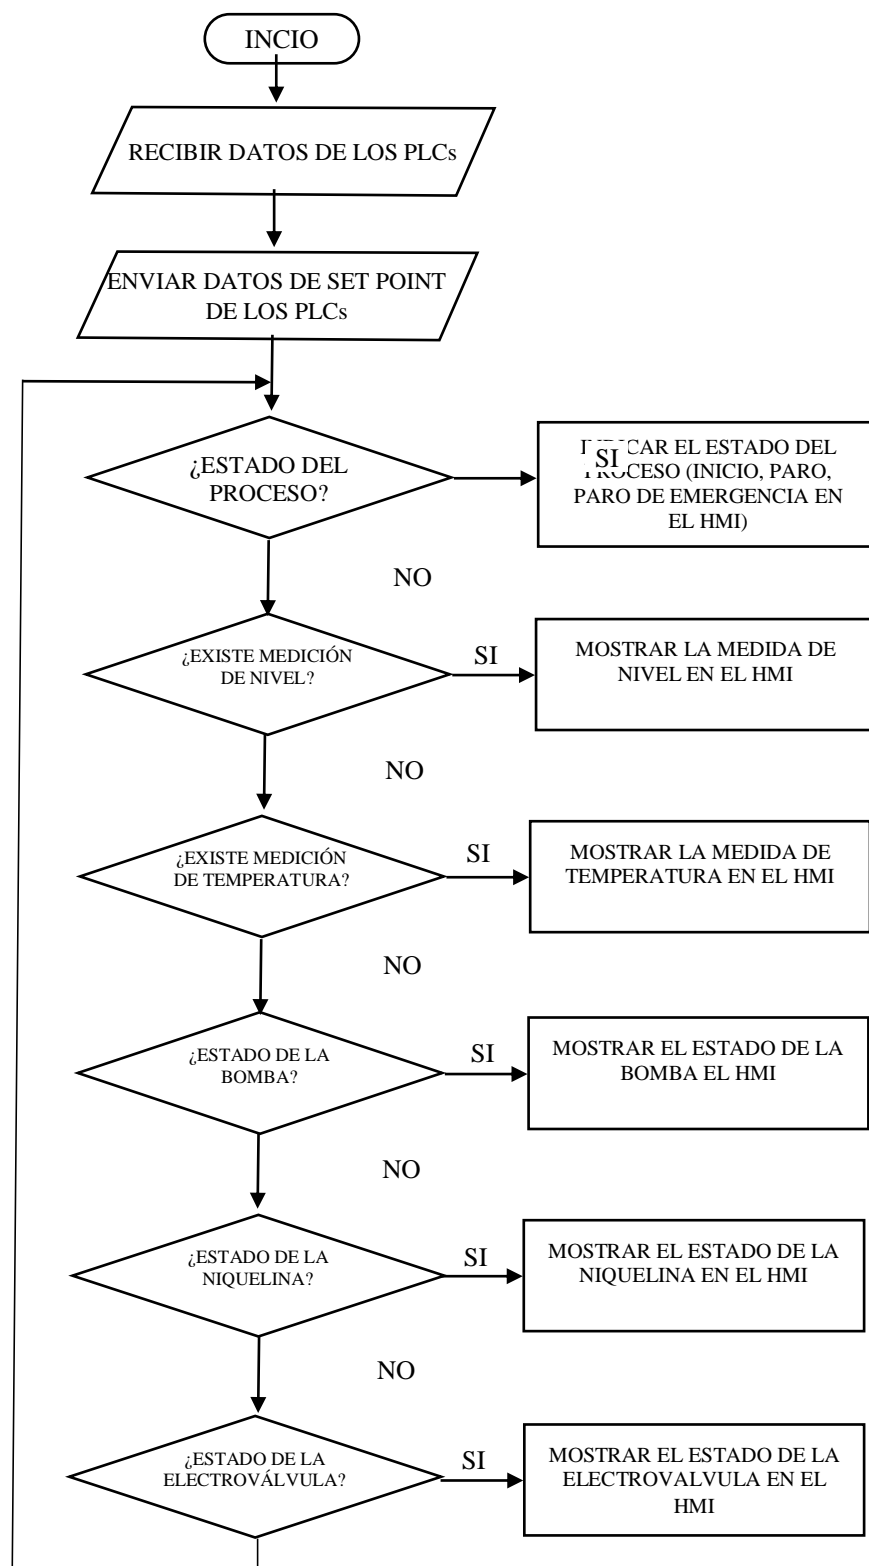 INCIO
RECIBIR DATOS DE LOS PLCs
ENVIAR DATOS DE SET POINT
DE LOS PLCs
¿ESTADO DEL
PROCESO?
SI
EL ESTADO DEL
(INICIO, PARO,
PARO DE EMERGENCIA EN
EL HMI)
NO
¿EXISTE MEDICIÓN
DE NIVEL?
SI
MOSTRAR LA MEDIDA DE
NIVEL EN EL HMI
NO
¿EXISTE MEDICIÓN
DE TEMPERATURA?
SI
MOSTRAR LA MEDIDA DE
TEMPERATURA EN EL HMI
NO
¿ESTADO DE LA
BOMBA?
SI
MOSTRAR EL ESTADO DE LA
BOMBA EL HMI
NO
¿ESTADO DE LA
NIQUELINA?
SI
MOSTRAR EL ESTADO DE LA
NIQUELINA EN EL HMI
NO
¿ESTADO DE LA
ELECTROVÁLVULA?
SI
MOSTRAR EL ESTADO DE LA
ELECTROVALVULA EN EL
HMI